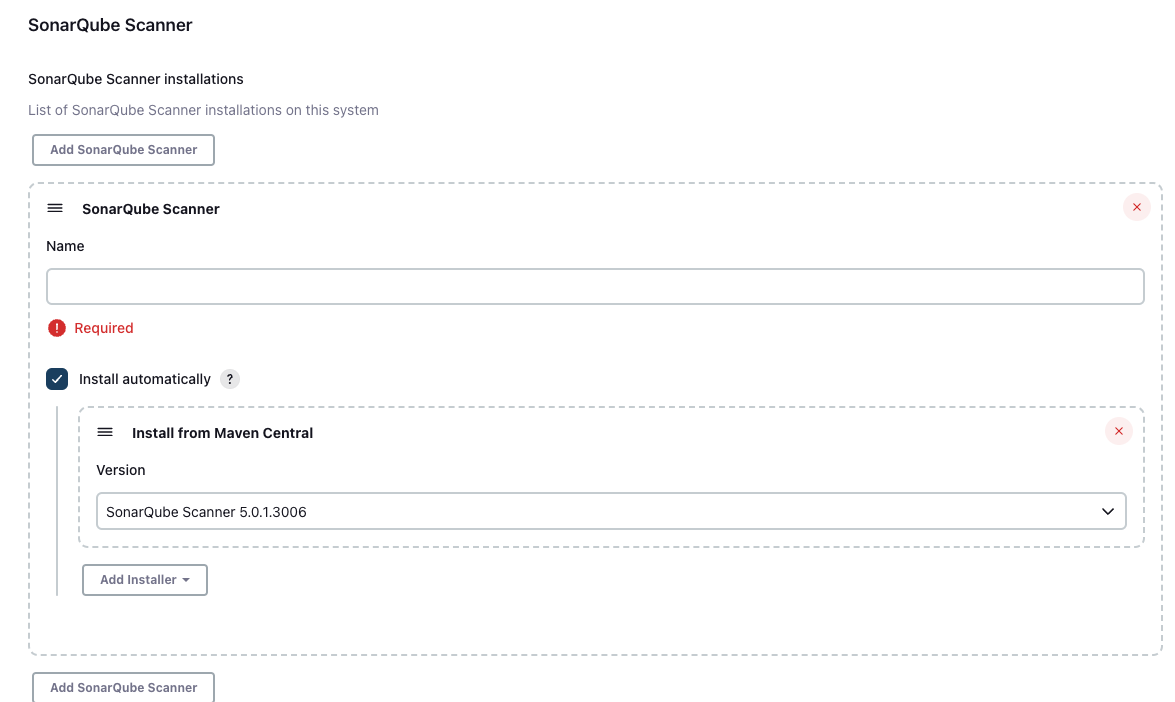 SonarQube Scanner
SonarQube Scanner installations
List of SonarQube Scanner installations on this system
Add SonarQube Scanner
SonarQube Scanner
Name
! Required
Install automatically ?
Install from Maven Central
Version
SonarQube Scanner 5.0.1.3006
Add Installer
Add SonarQube Scanner